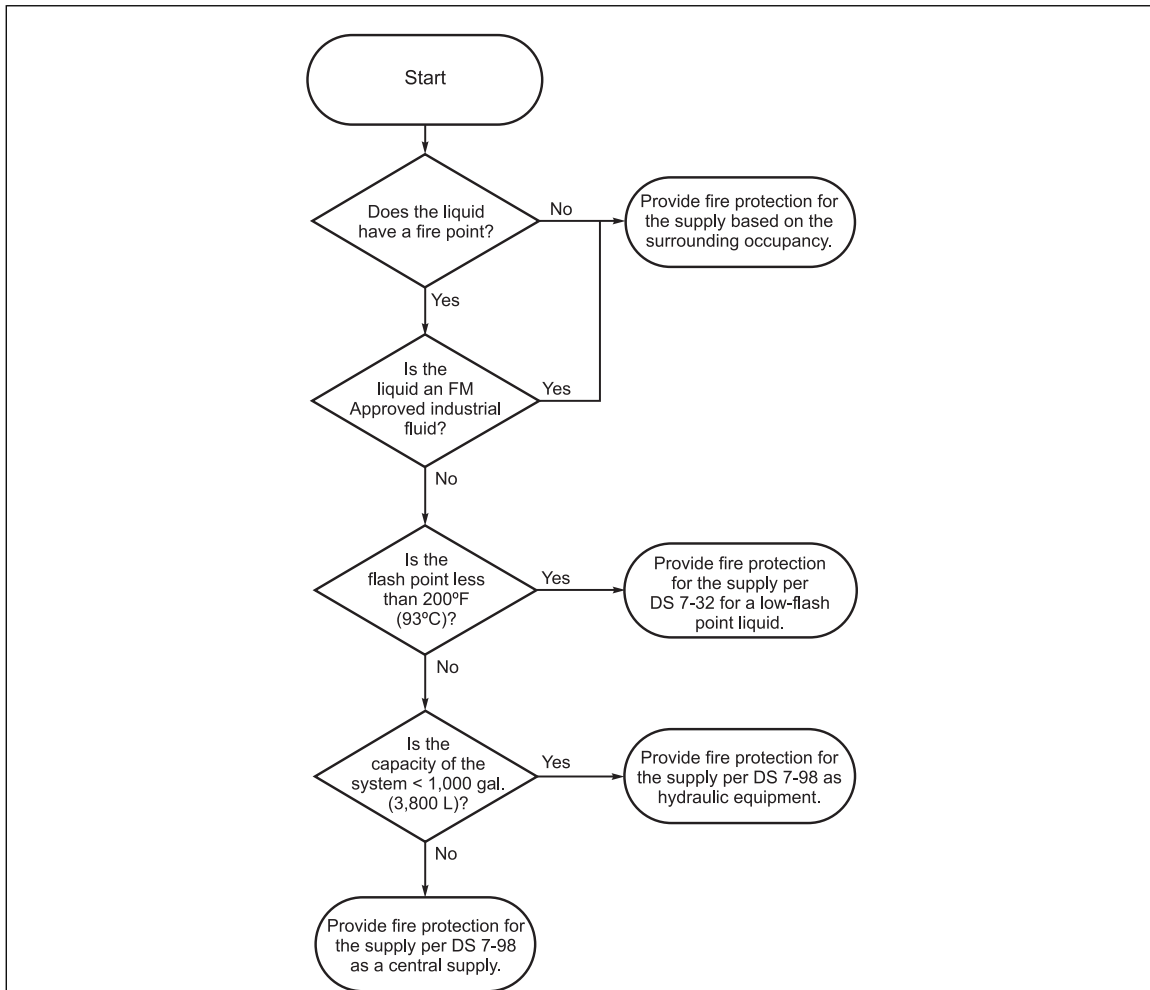 Start
Does the liquid
have a fire point?
No
Provide fire protection for
the supply based on the
surrounding occupancy.
Yes
Is the
liquid an FM
Approved industrial
fluid?
Yes
No
Is the
flash point less
than 200ºF
(93ºC)?
Yes
Provide fire protection
for the supply per
DS 7-32 for a low-flash
point liquid.
No
Is the
capacity of the
system < 1,000 gal.
(3,800 L)?
Yes
Provide fire protection for
the supply per DS 7-98 as
hydraulic equipment.
No
Provide fire protection for
the supply per DS 7-98
as a central supply.